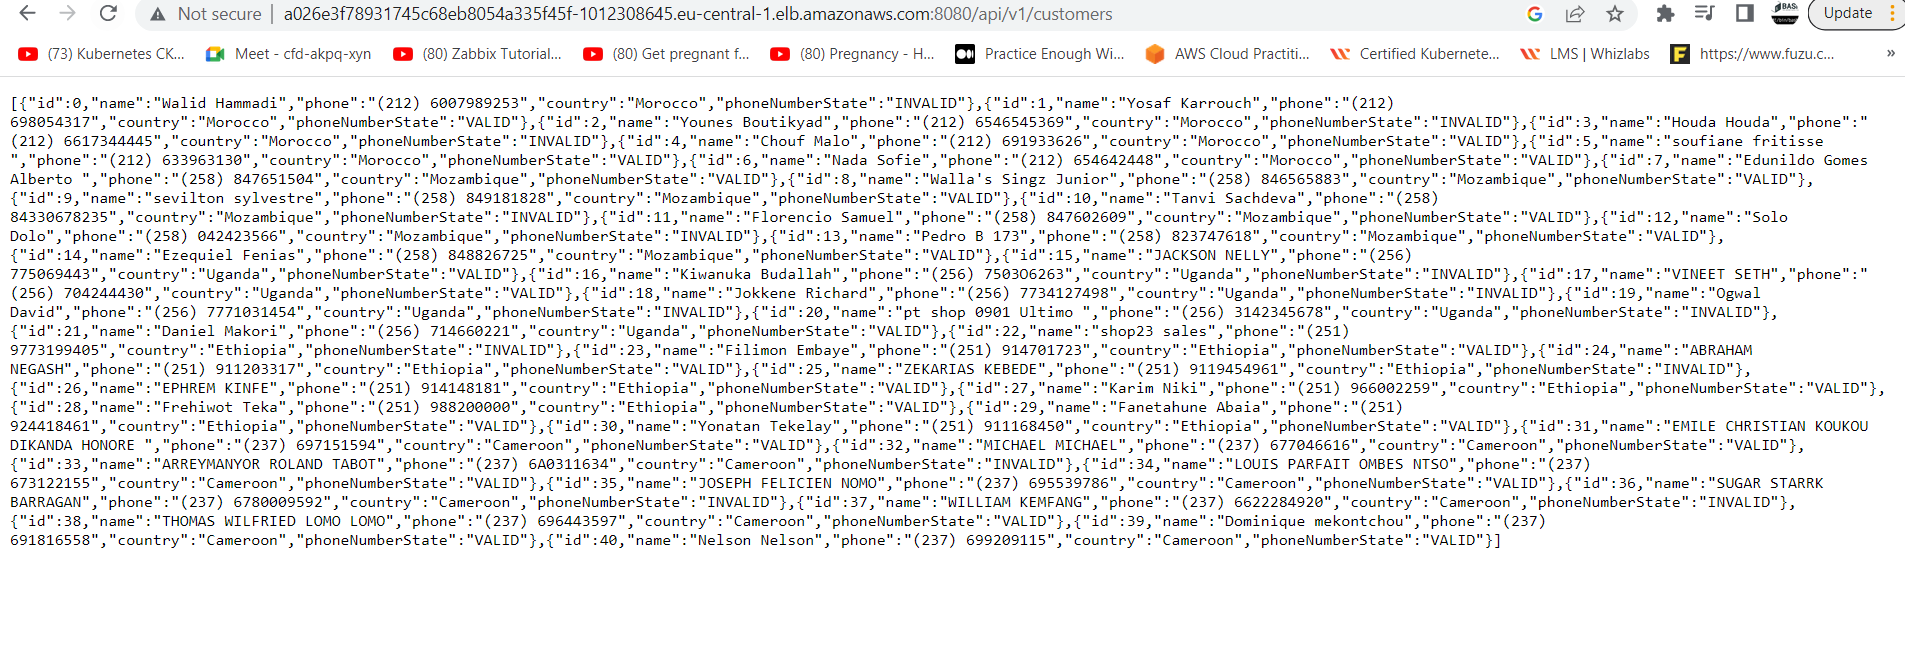 Not secure | a026e3f78931745c68eb8054a335f45f-1012308645.eu-central-1.elb.amazonaws.com:8080/api/v1/customers Update
(73) Kubernetes CK... Meet - cfd-akpq-xyn (80) Zabbix Tutorial... (80) Get pregnant f... (80) Pregnancy - H... Practice Enough Wi... AWS Cloud Practiti... Certified Kubernete... LMS | Whizlabs https://www.fuzu.c... »
[{"id":0,"name":"Walid Hammadi","phone":"(212) 6007989253","country":"Morocco","phoneNumberState":"INVALID"},{"id":1,"name":"Yosaf Karrouch","phone":"(212)
698054317","country":"Morocco","phoneNumberState":"VALID"},{"id":2,"name":"Younes Boutikyad","phone":"(212) 6546545369","country":"Morocco","phoneNumberState":"INVALID"},{"id":3,"name":"Houda Houda","phone":"
(212) 6617344445","country":"Morocco","phoneNumberState":"INVALID"},{"id":4,"name":"Chouf Malo","phone":"(212) 691933626","country":"Morocco","phoneNumberState":"VALID"},{"id":5,"name":"soufiane fritisse
","phone":"(212) 633963130","country":"Morocco","phoneNumberState":"VALID"},{"id":6,"name":"Nada Sofie","phone":"(212) 654642448","country":"Morocco","phoneNumberState":"VALID"},{"id":7,"name":"Edunildo Gomes
Alberto ","phone":"(258) 847651504","country":"Mozambique","phoneNumberState":"VALID"},{"id":8,"name":"Walla's Singz Junior","phone":"(258) 846565883","country":"Mozambique","phoneNumberState":"VALID"},
{"id":9,"name":"sevilton sylvestre","phone":"(258) 849181828","country":"Mozambique","phoneNumberState":"VALID"},{"id":10,"name":"Tanvi Sachdeva","phone":"(258)
84330678235","country":"Mozambique","phoneNumberState":"INVALID"},{"id":11,"name":"Florencio Samuel","phone":"(258) 847602609","country":"Mozambique","phoneNumberState":"VALID"},{"id":12,"name":"Solo
Dolo","phone":"(258) 042423566","country":"Mozambique","phoneNumberState":"INVALID"},{"id":13,"name":"Pedro B 173","phone":"(258) 823747618","country":"Mozambique","phoneNumberState":"VALID"},
{"id":14,"name":"Ezequiel Fenias","phone":"(258) 848826725","country":"Mozambique","phoneNumberState":"VALID"},{"id":15,"name":"JACKSON NELLY","phone":"(256)
775069443","country":"Uganda","phoneNumberState":"VALID"},{"id":16,"name":"Kiwanuka Budallah","phone":"(256) 7503O6263","country":"Uganda","phoneNumberState":"INVALID"},{"id":17,"name":"VINEET SETH","phone":"
(256) 704244430","country":"Uganda","phoneNumberState":"VALID"},{"id":18,"name":"Jokkene Richard","phone":"(256) 7734127498","country":"Uganda","phoneNumberState":"INVALID"},{"id":19,"name":"Ogwal
David","phone":"(256) 7771031454","country":"Uganda","phoneNumberState":"INVALID"},{"id":20,"name":"pt shop 0901 Ultimo ","phone":"(256) 3142345678","country":"Uganda","phoneNumberState":"INVALID"},
{"id":21,"name":"Daniel Makori","phone":"(256) 714660221","country":"Uganda","phoneNumberState":"VALID"},{"id":22,"name":"shop23 sales","phone":"(251)
9773199405","country":"Ethiopia","phoneNumberState":"INVALID"},{"id":23,"name":"Filimon Embaye","phone":"(251) 914701723","country":"Ethiopia","phoneNumberState":"VALID"},{"id":24,"name":"ABRAHAM
NEGASH","phone":"(251) 911203317","country":"Ethiopia","phoneNumberState":"VALID"},{"id":25,"name":"ZEKARIAS KEBEDE","phone":"(251) 9119454961","country":"Ethiopia","phoneNumberState":"INVALID"},
{"id":26,"name":"EPHREM KINFE","phone":"(251) 914148181","country":"Ethiopia","phoneNumberState":"VALID"},{"id":27,"name":"Karim Niki","phone":"(251) 966002259","country":"Ethiopia","phoneNumberState":"VALID"},
{"id":28,"name":"Frehiwot Teka","phone":"(251) 988200000","country":"Ethiopia","phoneNumberState":"VALID"},{"id":29,"name":"Fanetahune Abaia","phone":"(251)
924418461","country":"Ethiopia","phoneNumberState":"VALID"},{"id":30,"name":"Yonatan Tekelay","phone":"(251) 911168450","country":"Ethiopia","phoneNumberState":"VALID"},{"id":31,"name":"EMILE CHRISTIAN KOUKOU
DIKANDA HONORE ","phone":"(237) 697151594","country":"Cameroon","phoneNumberState":"VALID"},{"id":32,"name":"MICHAEL MICHAEL","phone":"(237) 677046616","country":"Cameroon","phoneNumberState":"VALID"},
{"id":33,"name":"ARREYMANYOR ROLAND TABOT","phone":"(237) 6A0311634","country":"Cameroon","phoneNumberState":"INVALID"},{"id":34,"name":"LOUIS PARFAIT OMBES NTSO","phone":"(237)
673122155","country":"Cameroon","phoneNumberState":"VALID"},{"id":35,"name":"JOSEPH FELICIEN NOMO","phone":"(237) 695539786","country":"Cameroon","phoneNumberState":"VALID"},{"id":36,"name":"SUGAR STARRK
BARRAGAN","phone":"(237) 6780009592","country":"Cameroon","phoneNumberState":"INVALID"},{"id":37,"name":"WILLIAM KEMFANG","phone":"(237) 6622284920","country":"Cameroon","phoneNumberState":"INVALID"},
{"id":38,"name":"THOMAS WILFRIED LOMO LOMO","phone":"(237) 696443597","country":"Cameroon","phoneNumberState":"VALID"},{"id":39,"name":"Dominique mekontchou","phone":"(237)
691816558","country":"Cameroon","phoneNumberState":"VALID"},{"id":40,"name":"Nelson Nelson","phone":"(237) 699209115","country":"Cameroon","phoneNumberState":"VALID"}]